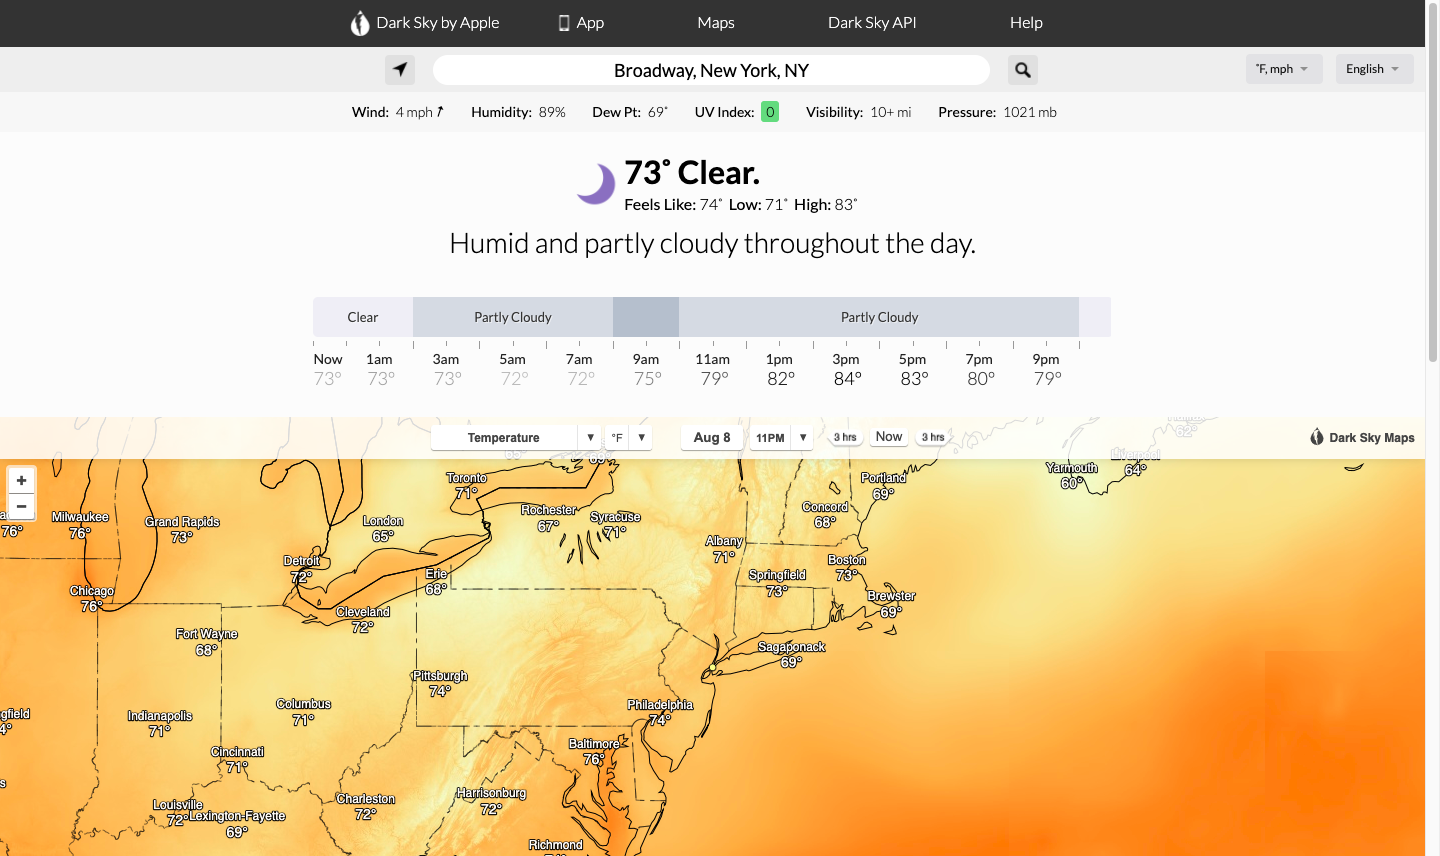 Dark Sky by Apple App Maps Dark Sky API Help
Broadway, New York, NY
˚F, mph English
Wind: 4 mph Humidity: 89% Dew Pt: 69˚ UV Index: 0 Visibility: 10+ mi Pressure: 1021 mb
73˚ Clear.
Feels Like: 74˚ Low: 71˚ High: 83˚
Humid and partly cloudy throughout the day.
Clear Partly Cloudy Partly Cloudy
Now 1am 3am 5am 7am 9am 11am 1pm 3pm 5pm 7pm 9pm
73° 73° 73° 72° 72° 75° 79° 82° 84° 83° 80° 79°
62°
Temperature ▼ °F ▼ Aug 8 11PM ▼ 3 hrs Now 3 hrs Dark Sky Maps
Liverpool
64°
Yarmouth
60°
+
−
Toronto
71°
Portland
69°
Rochester
67°
Syracuse
71°
Concord
68°
Milwaukee
76°
76°
Grand Rapids
73°
London
65°
Albany
71°
Detroit
72°
Boston
73°
Erie
68°
Springfield
73°
Chicago
76°
Brewster
69°
Cleveland
72°
Fort Wayne
68°
Sagaponack
69°
Pittsburgh
74°
Columbus
71°
Philadelphia
74°
gfield
4°
Indianapolis
71°
Baltimore
76°
Cincinnati
71°
s
Harrisonburg
72°
Charleston
72°
Louisville
72°
Lexington-Fayette
69°
Richmond